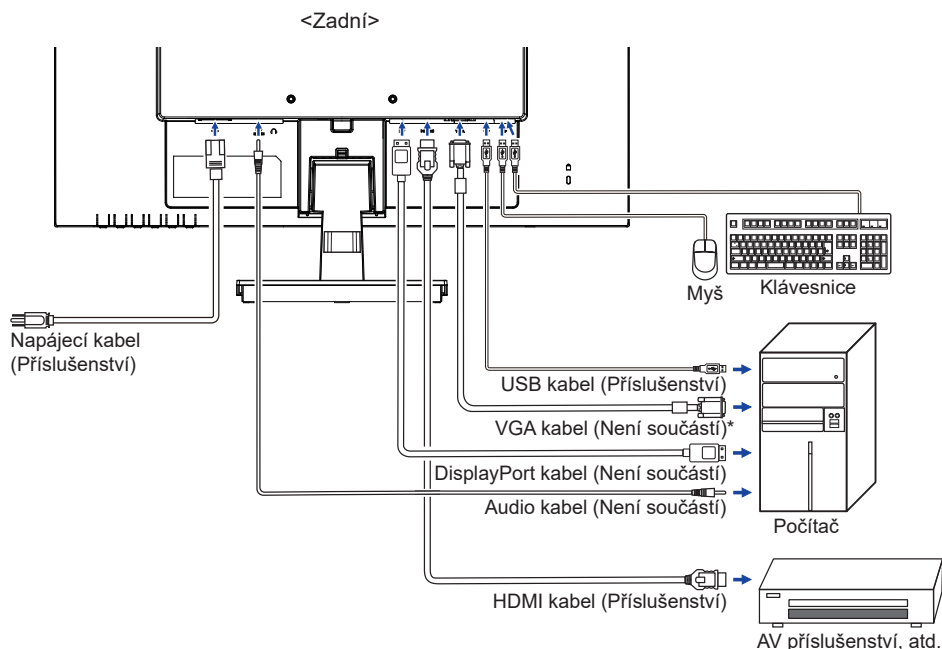 <Zadní>
Myš
Klávesnice
Napájecí kabel
(Příslušenství)
USB kabel (Příslušenství)
VGA kabel (Není součástí)*
DisplayPort kabel (Není součástí)
Audio kabel (Není součástí)
Počítač
HDMI kabel (Příslušenství)
AV příslušenství, atd.